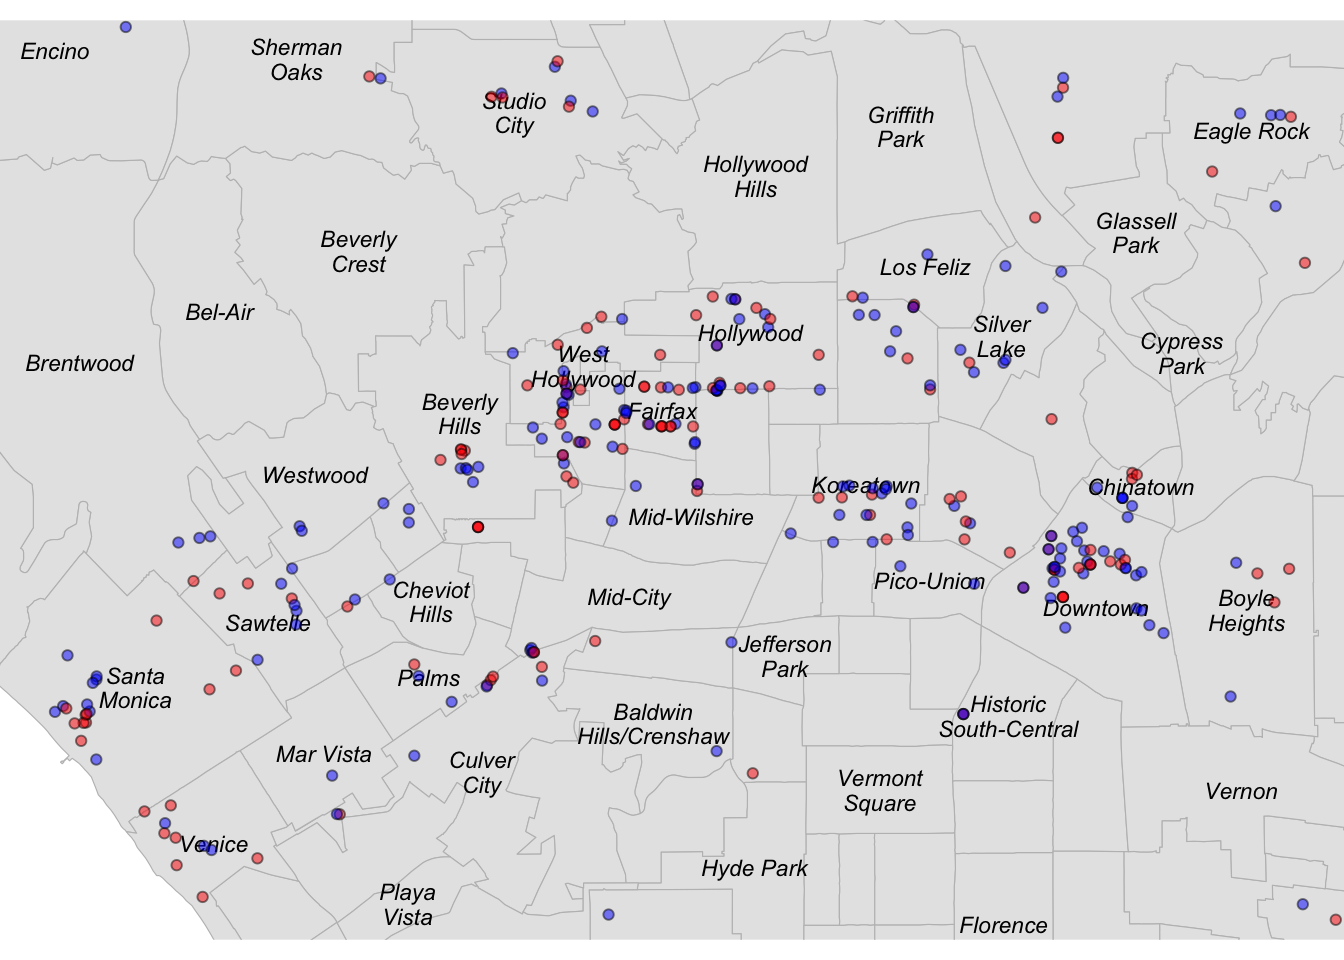 Encino
Sherman
Oaks
Studio
City
Griffith
Park
Eagle Rock
Hollywood
Hills
Glassell
Park
Beverly
Crest
Los Feliz
Bel-Air
Hollywood
Silver
Lake
Cypress
Park
Brentwood
West
Hollywood
Beverly
Hills
Fairfax
Westwood
Koreatown
Chinatown
Mid-Wilshire
Cheviot
Hills
Mid-City
Pico-Union
Downtown
Boyle
Heights
Sawtelle
Santa
Monica
Palms
Jefferson
Park
Baldwin
Hills/Crenshaw
Historic
South-Central
Mar Vista
Culver
City
Vermont
Square
Vernon
Venice
Hyde Park
Playa
Vista
Florence